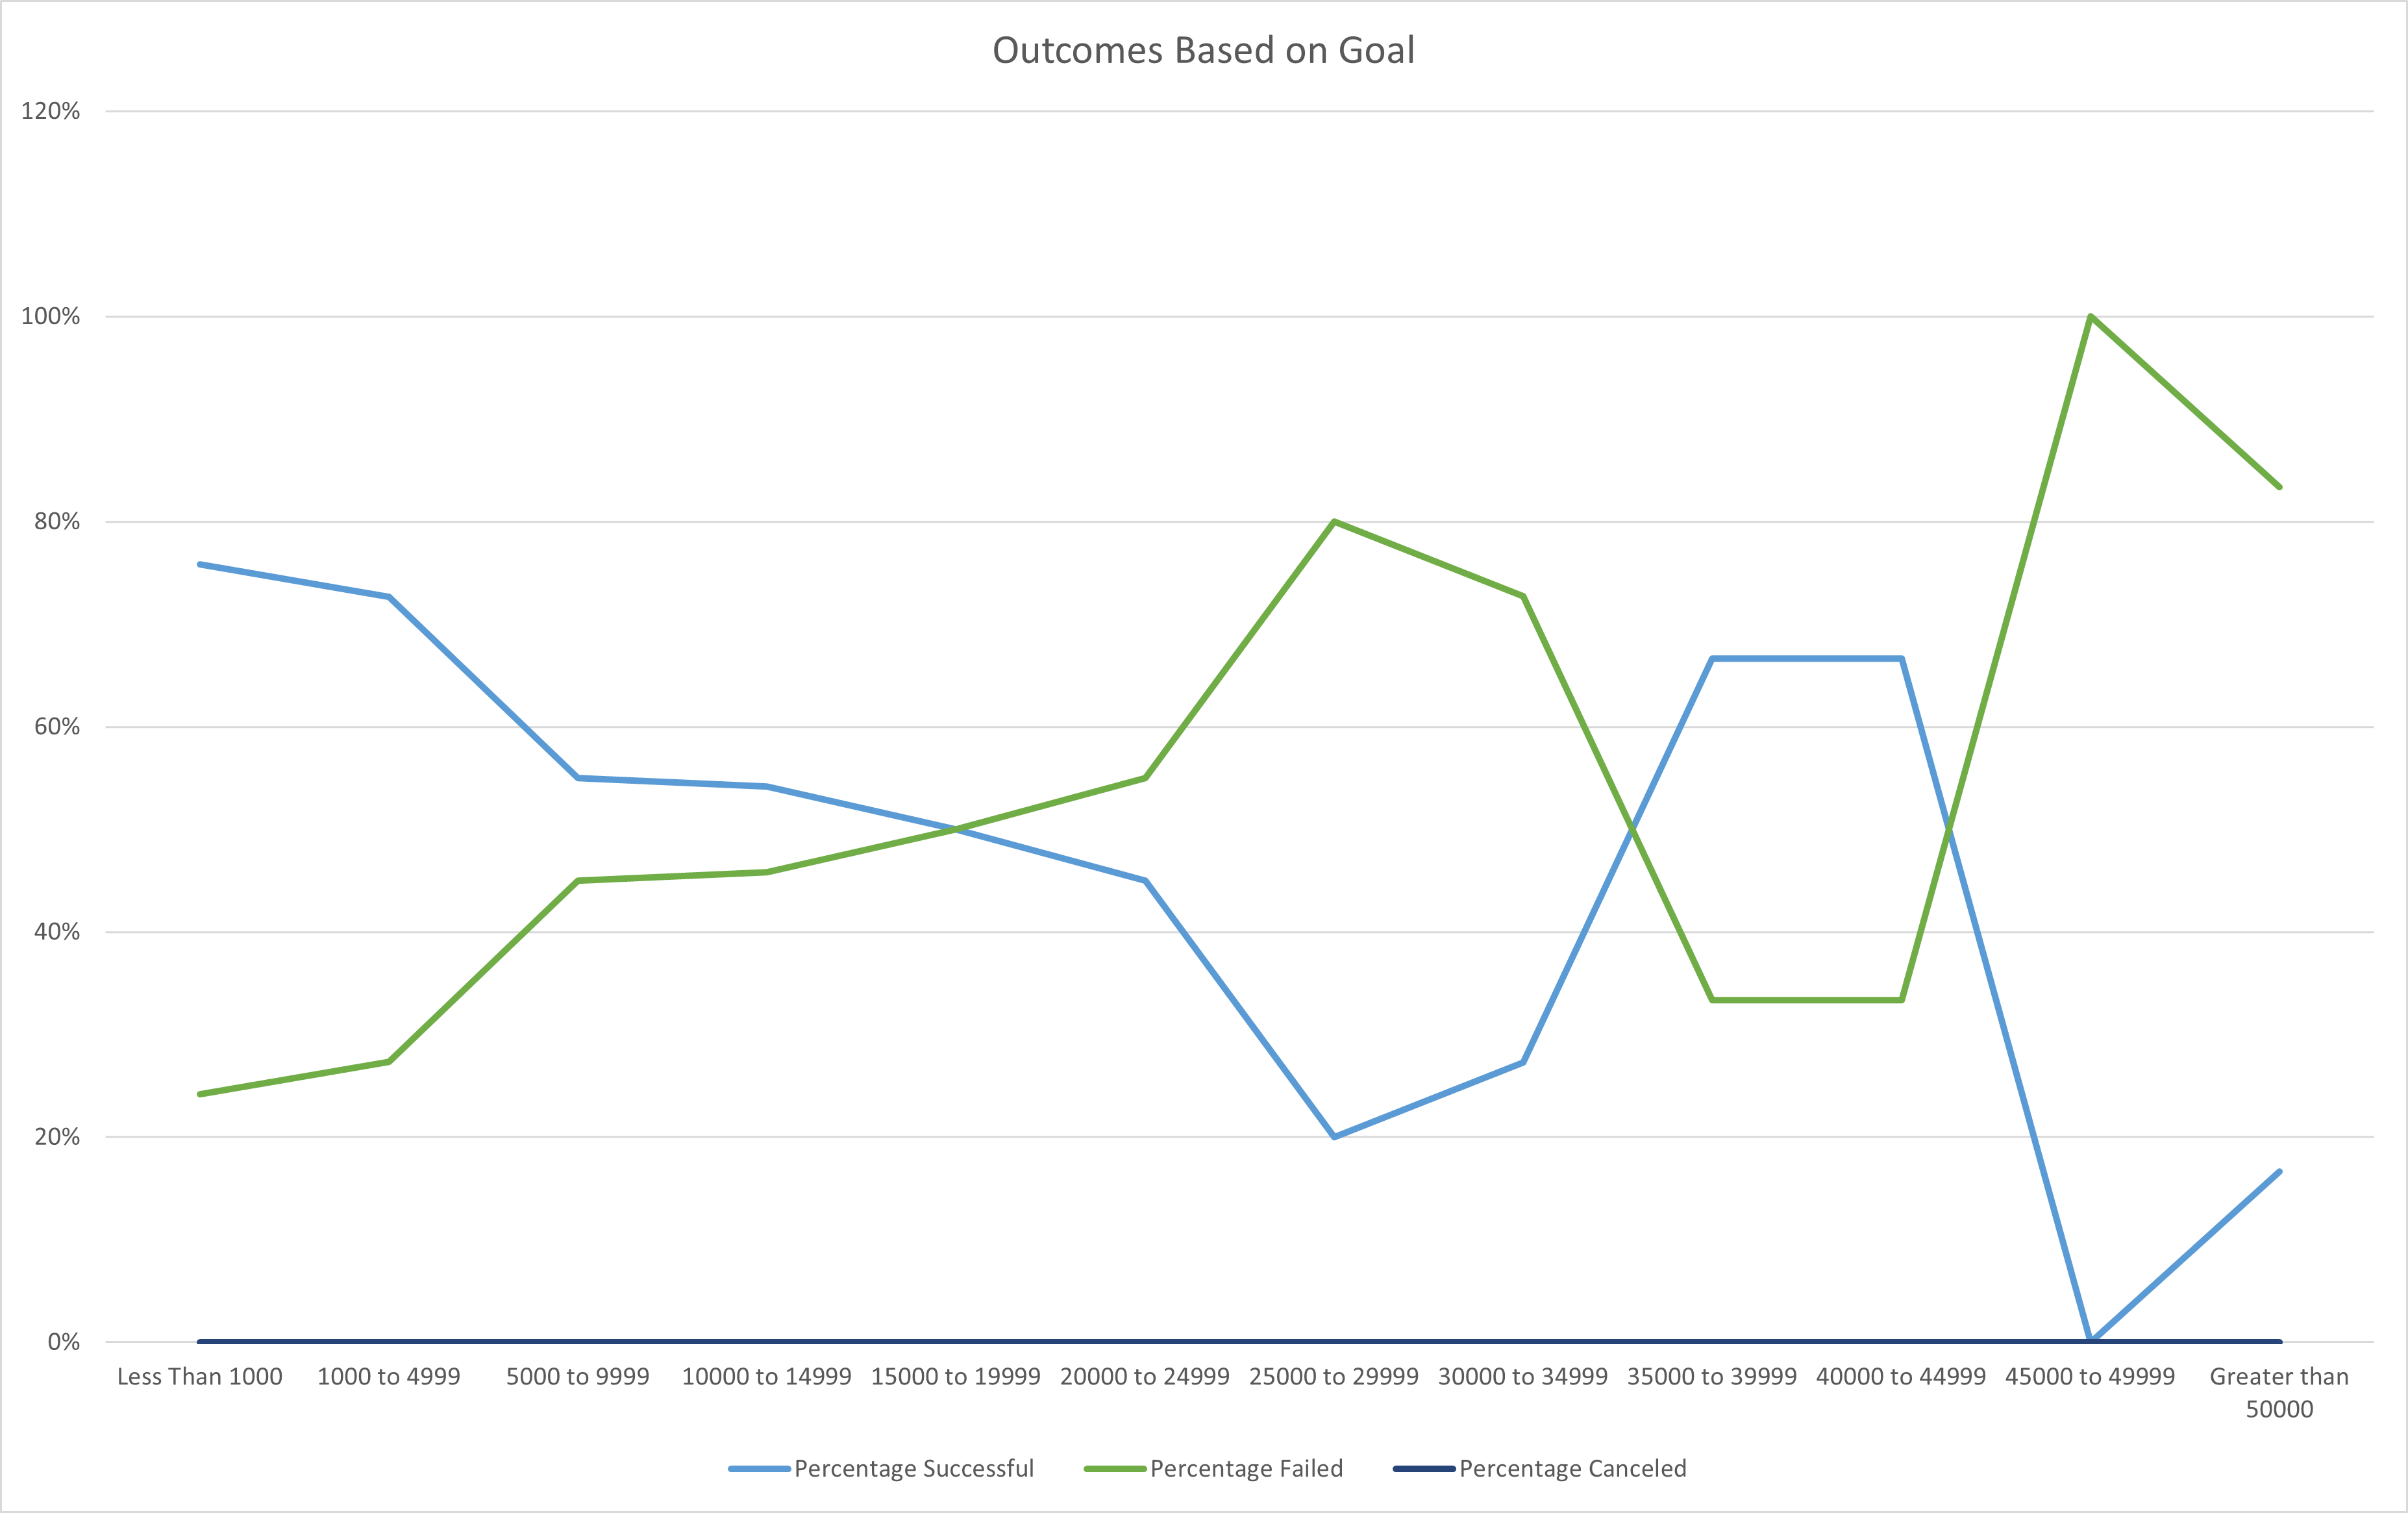 Outcomes Based on Goal
120%
100%
80%
60%
40%
20%
0%
Less Than 1000
1000 to 4999
5000 to 9999
10000 to 14999
15000 to 19999
20000 to 24999
25000 to 29999
30000 to 34999
35000 to 39999
40000 to 44999
45000 to 49999
Greater than
50000
Percentage Successful
Percentage Failed
Percentage Canceled